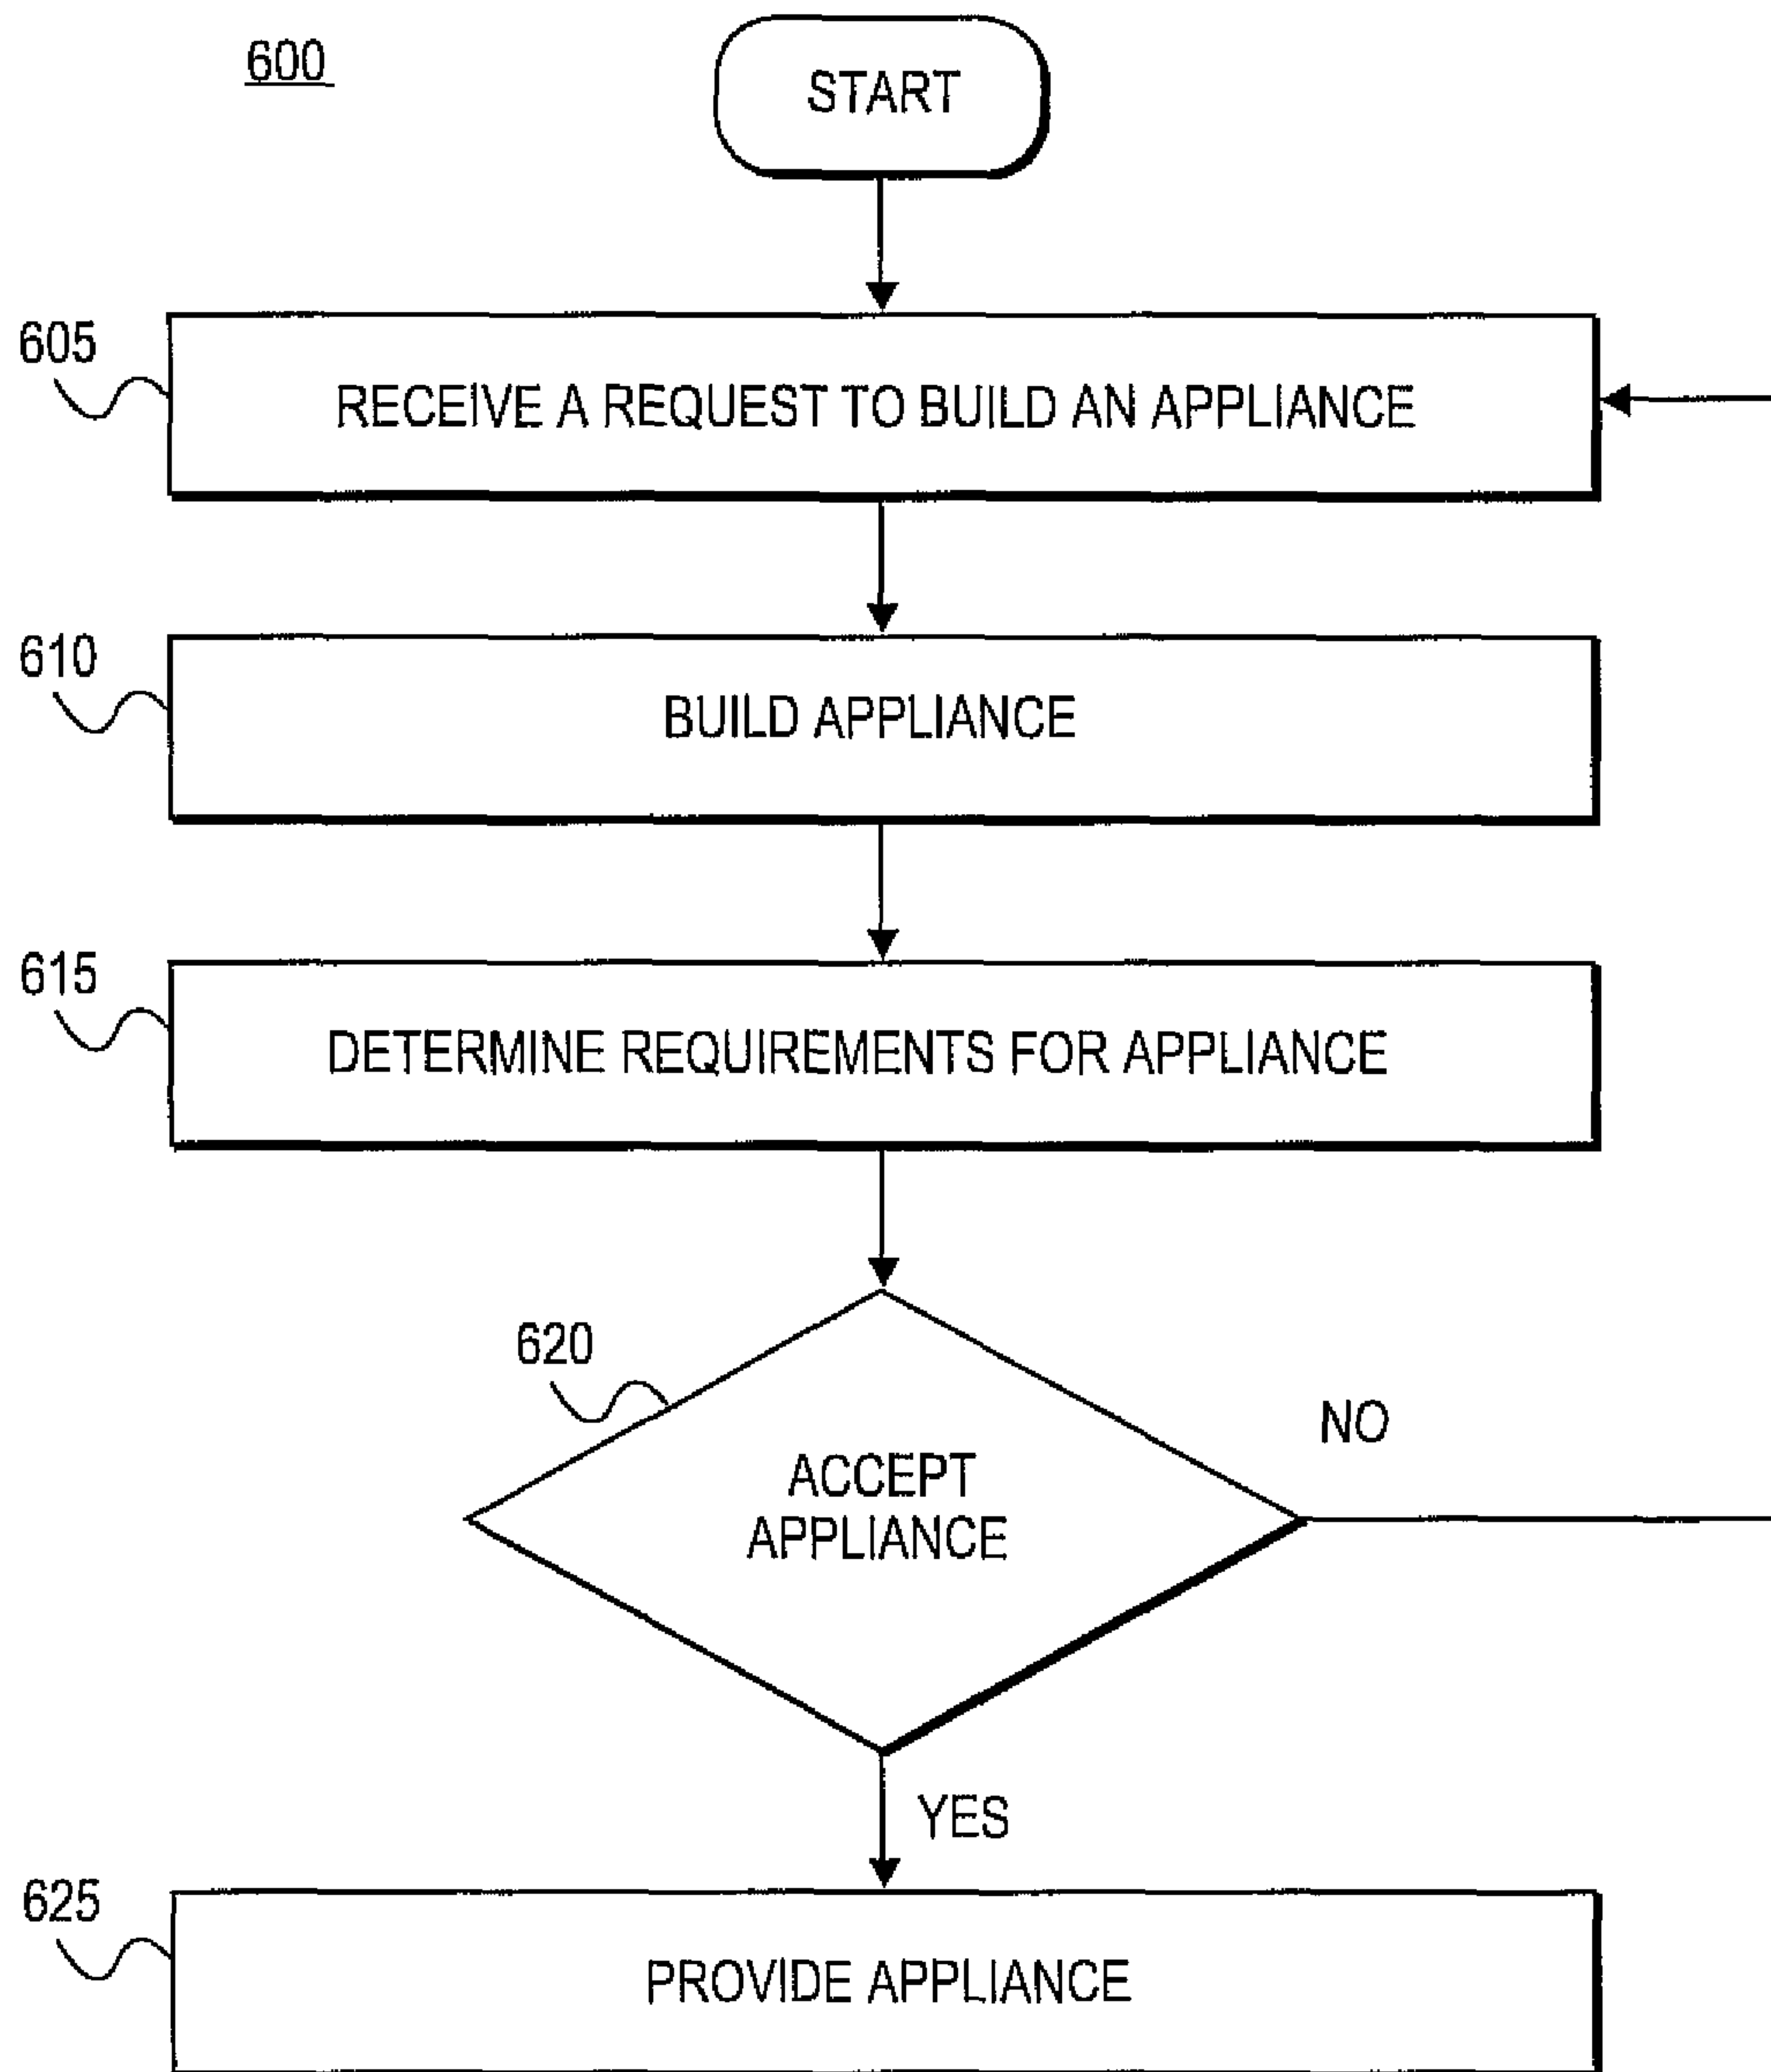 600
START
605
RECEIVE A REQUEST TO BUILD AN APPLIANCE
610
BUILD APPLIANCE
615
DETERMINE REQUIREMENTS FOR APPLIANCE
620
ACCEPT
APPLIANCE
NO
YES
625
PROVIDE APPLIANCE